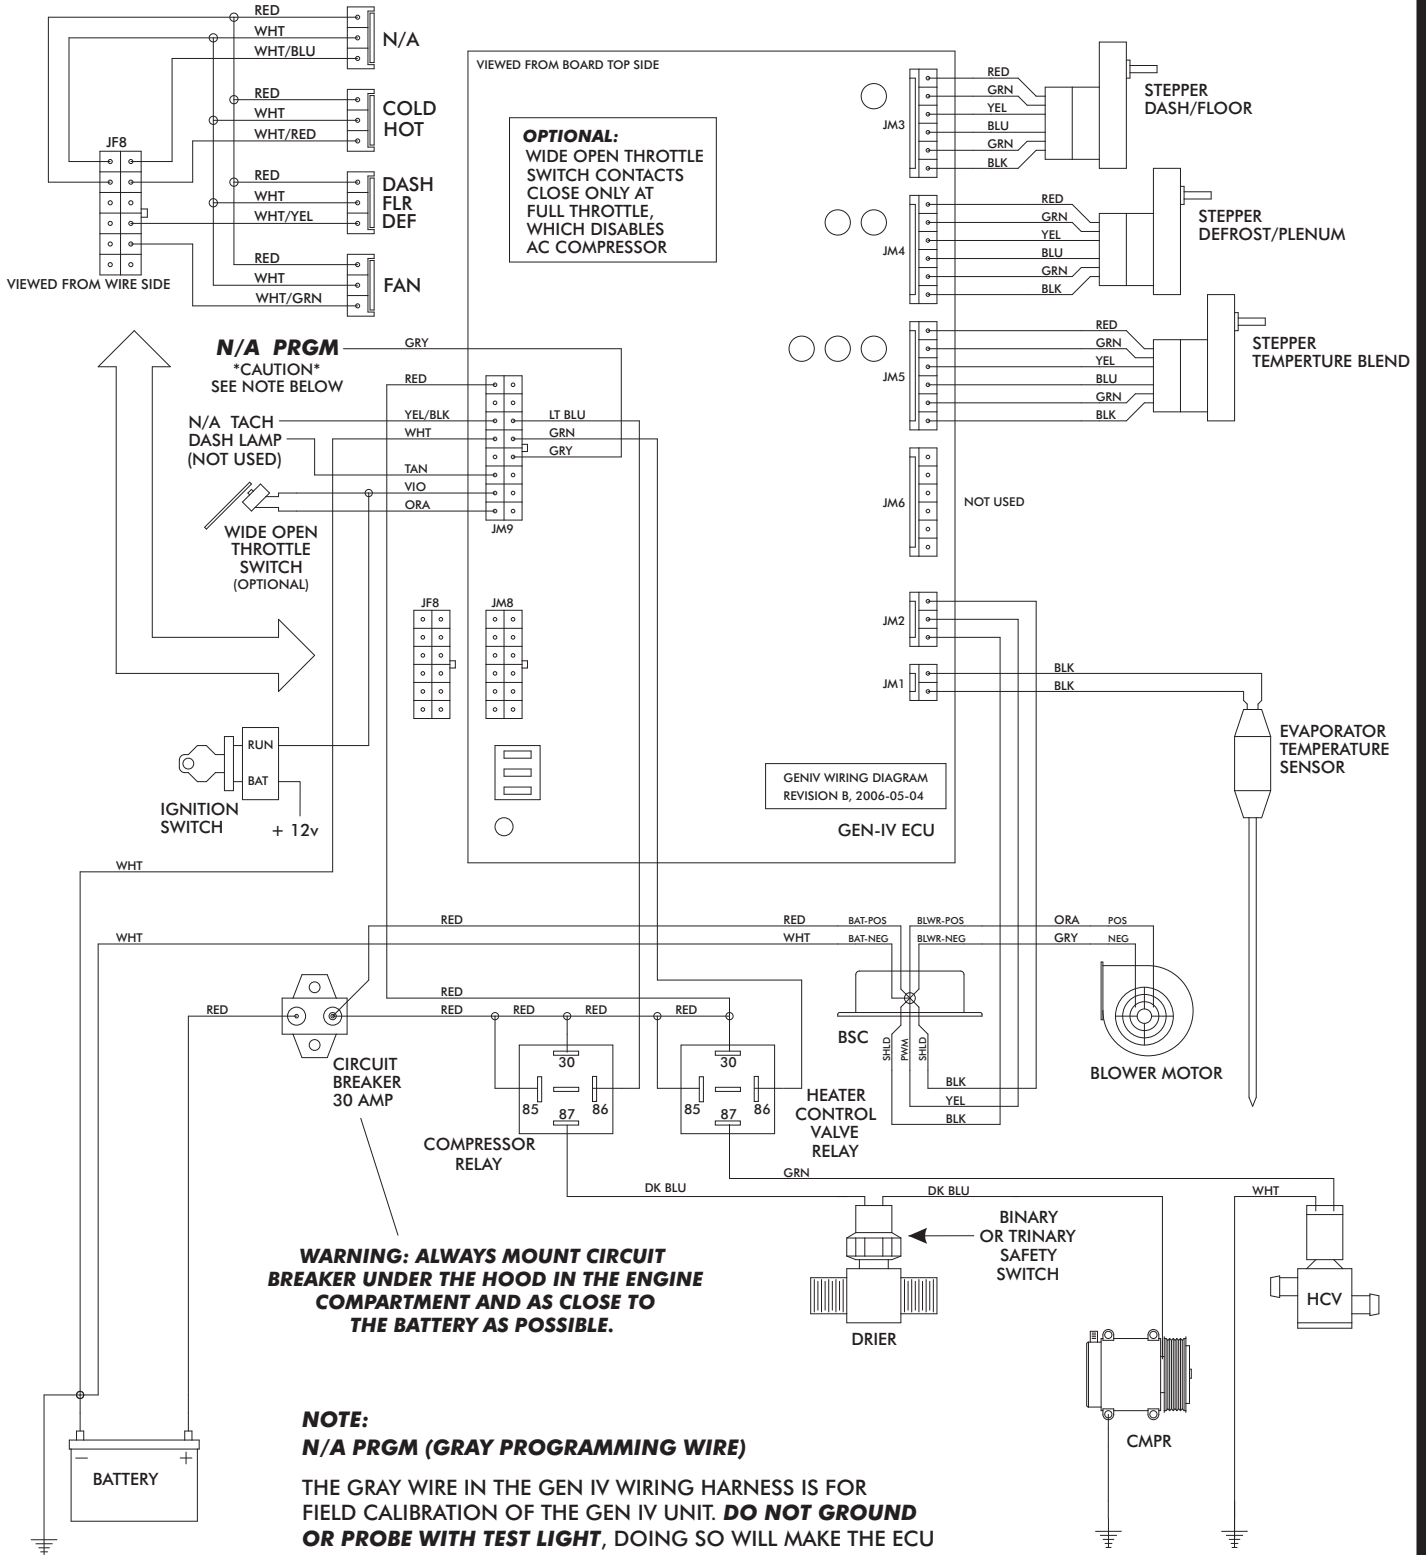 RED
WHT
WHT/BLU
N/A
RED
WHT
WHT/RED
COLD
HOT
JF8
RED
WHT
WHT/YEL
DASH
FLR
DEF
RED
WHT
WHT/GRN
FAN
VIEWED FROM WIRE SIDE
VIEWED FROM BOARD TOP SIDE
OPTIONAL:
WIDE OPEN THROTTLE
SWITCH CONTACTS
CLOSE ONLY AT
FULL THROTTLE,
WHICH DISABLES
AC COMPRESSOR
JM3
RED
GRN
YEL
BLU
GRN
BLK
STEPPER
DASH/FLOOR
JM4
RED
GRN
YEL
BLU
GRN
BLK
STEPPER
DEFROST/PLENUM
JM5
RED
GRN
YEL
BLU
GRN
BLK
STEPPER
TEMPERTURE BLEND
N/A PRGM
*CAUTION*
SEE NOTE BELOW
GRY
RED
N/A TACH
DASH LAMP
(NOT USED)
YEL/BLK
WHT
TAN
VIO
ORA
LT BLU
GRN
GRY
JM9
WIDE OPEN
THROTTLE
SWITCH
(OPTIONAL)
JM6
NOT USED
JF8
JM8
JM2
JM1
BLK
BLK
EVAPORATOR
TEMPERATURE
SENSOR
RUN
BAT
IGNITION
SWITCH
+ 12v
GENIV WIRING DIAGRAM
REVISION B, 2006-05-04
GEN-IV ECU
WHT
WHT
RED
RED
WHT
BAT-POS
BAT-NEG
BLWR-POS
BLWR-NEG
ORA
GRY
POS
NEG
BSC
SHLD
PWM
SHLD
BLK
YEL
BLK
BLOWER MOTOR
RED
RED
RED
RED
RED
RED
CIRCUIT
BREAKER
30 AMP
30
85
87
86
COMPRESSOR
RELAY
30
85
87
86
HEATER
CONTROL
VALVE
RELAY
GRN
DK BLU
DK BLU
WHT
BINARY
OR TRINARY
SAFETY
SWITCH
DRIER
HCV
CMPR
WARNING: ALWAYS MOUNT CIRCUIT
BREAKER UNDER THE HOOD IN THE ENGINE
COMPARTMENT AND AS CLOSE TO
THE BATTERY AS POSSIBLE.
− +
BATTERY
NOTE:
N/A PRGM (GRAY PROGRAMMING WIRE)
THE GRAY WIRE IN THE GEN IV WIRING HARNESS IS FOR
FIELD CALIBRATION OF THE GEN IV UNIT. DO NOT GROUND
OR PROBE WITH TEST LIGHT, DOING SO WILL MAKE THE ECU